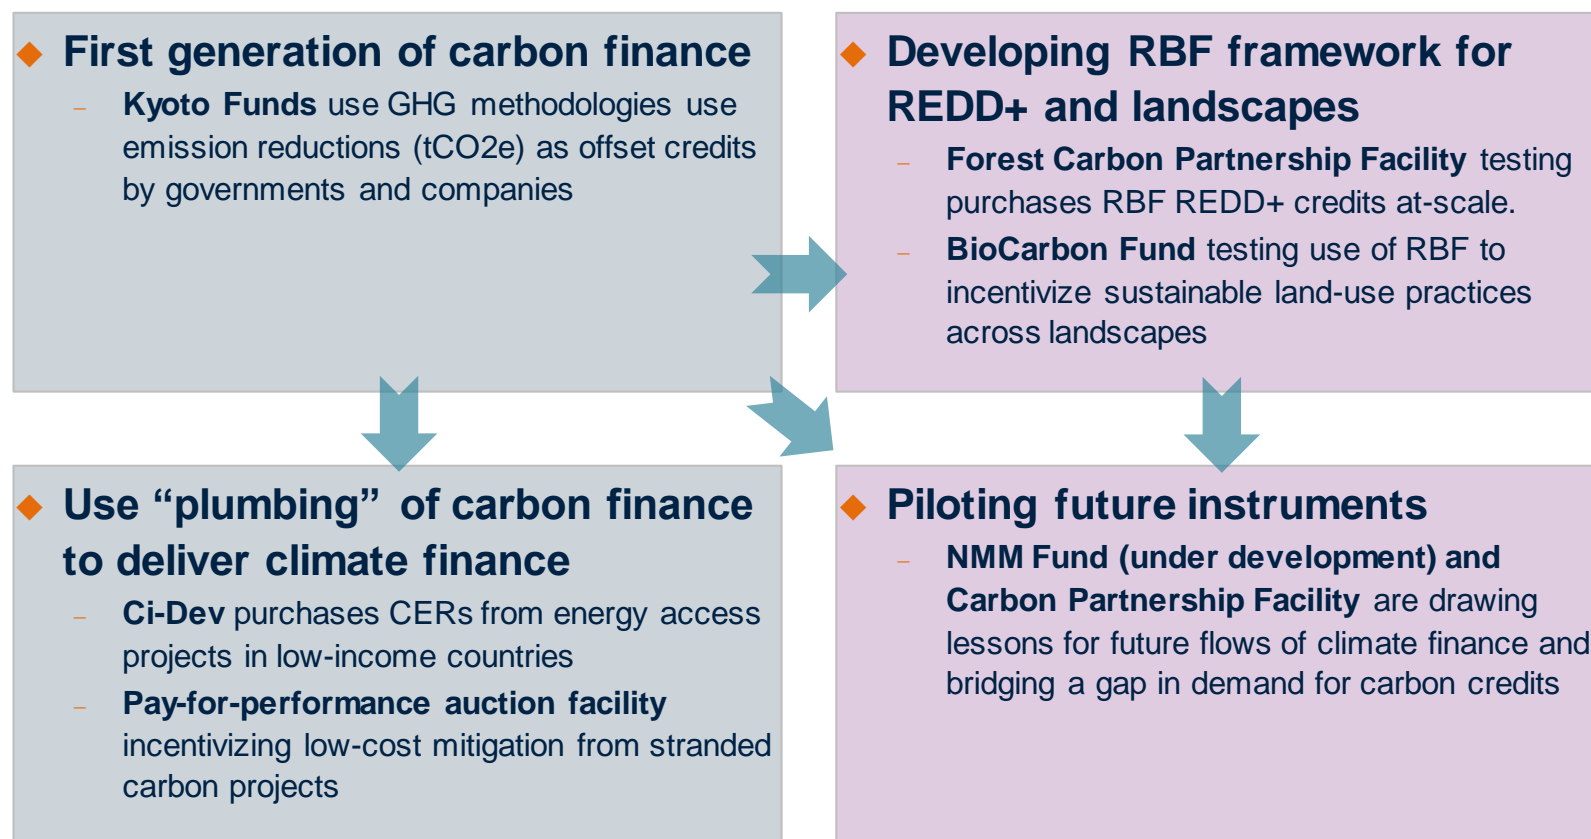 ◆ First generation of carbon finance
– Kyoto Funds use GHG methodologies use
emission reductions (tCO2e) as offset credits
by governments and companies
◆ Developing RBF framework for
REDD+ and landscapes
– Forest Carbon Partnership Facility testing
purchases RBF REDD+ credits at-scale.
– BioCarbon Fund testing use of RBF to
incentivize sustainable land-use practices
across landscapes
◆ Use “plumbing” of carbon finance
to deliver climate finance
– Ci-Dev purchases CERs from energy access
projects in low-income countries
– Pay-for-performance auction facility
incentivizing low-cost mitigation from stranded
carbon projects
◆ Piloting future instruments
– NMM Fund (under development) and
Carbon Partnership Facility are drawing
lessons for future flows of climate finance and
bridging a gap in demand for carbon credits